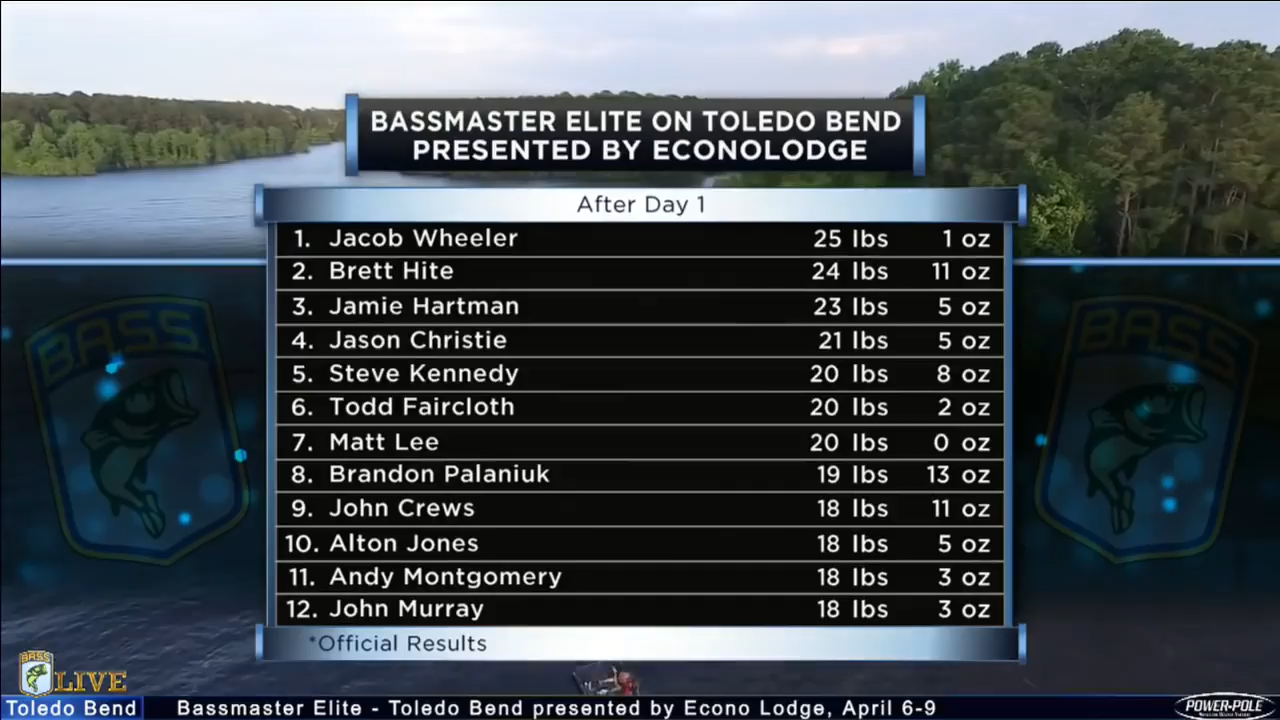 BASSMASTER ELITE ON TOLEDO BEND
PRESENTED BY ECONOLODGE
After Day 1
1. Jacob Wheeler 25 lbs 1 oz
2. Brett Hite 24 lbs 11 oz
3. Jamie Hartman 23 lbs 5 oz
4. Jason Christie 21 lbs 5 oz
5. Steve Kennedy 20 lbs 8 oz
6. Todd Faircloth 20 lbs 2 oz
7. Matt Lee 20 lbs 0 oz
8. Brandon Palaniuk 19 lbs 13 oz
9. John Crews 18 lbs 11 oz
10. Alton Jones 18 lbs 5 oz
11. Andy Montgomery 18 lbs 3 oz
12. John Murray 18 lbs 3 oz
*Official Results
BASS
BASS
BASS
LIVE
Toledo Bend Bassmaster Elite - Toledo Bend presented by Econo Lodge, April 6-9
POWER-POLE